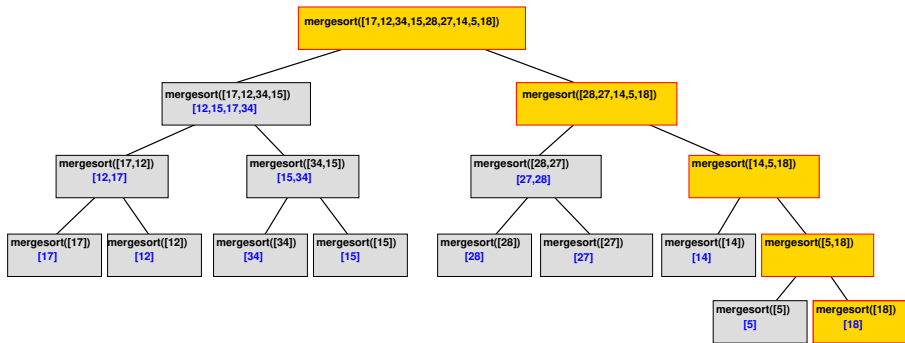 mergesort([17,12,34,15,28,27,14,5,18])
mergesort([17,12,34,15])
[12,15,17,34]
mergesort([28,27,14,5,18])
mergesort([17,12])
[12,17]
mergesort([34,15])
[15,34]
mergesort([28,27])
[27,28]
mergesort([14,5,18])
mergesort([17])
[17]
mergesort([12])
[12]
mergesort([34])
[34]
mergesort([15])
[15]
mergesort([28])
[28]
mergesort([27])
[27]
mergesort([14])
[14]
mergesort([5,18])
mergesort([5])
[5]
mergesort([18])
[18]